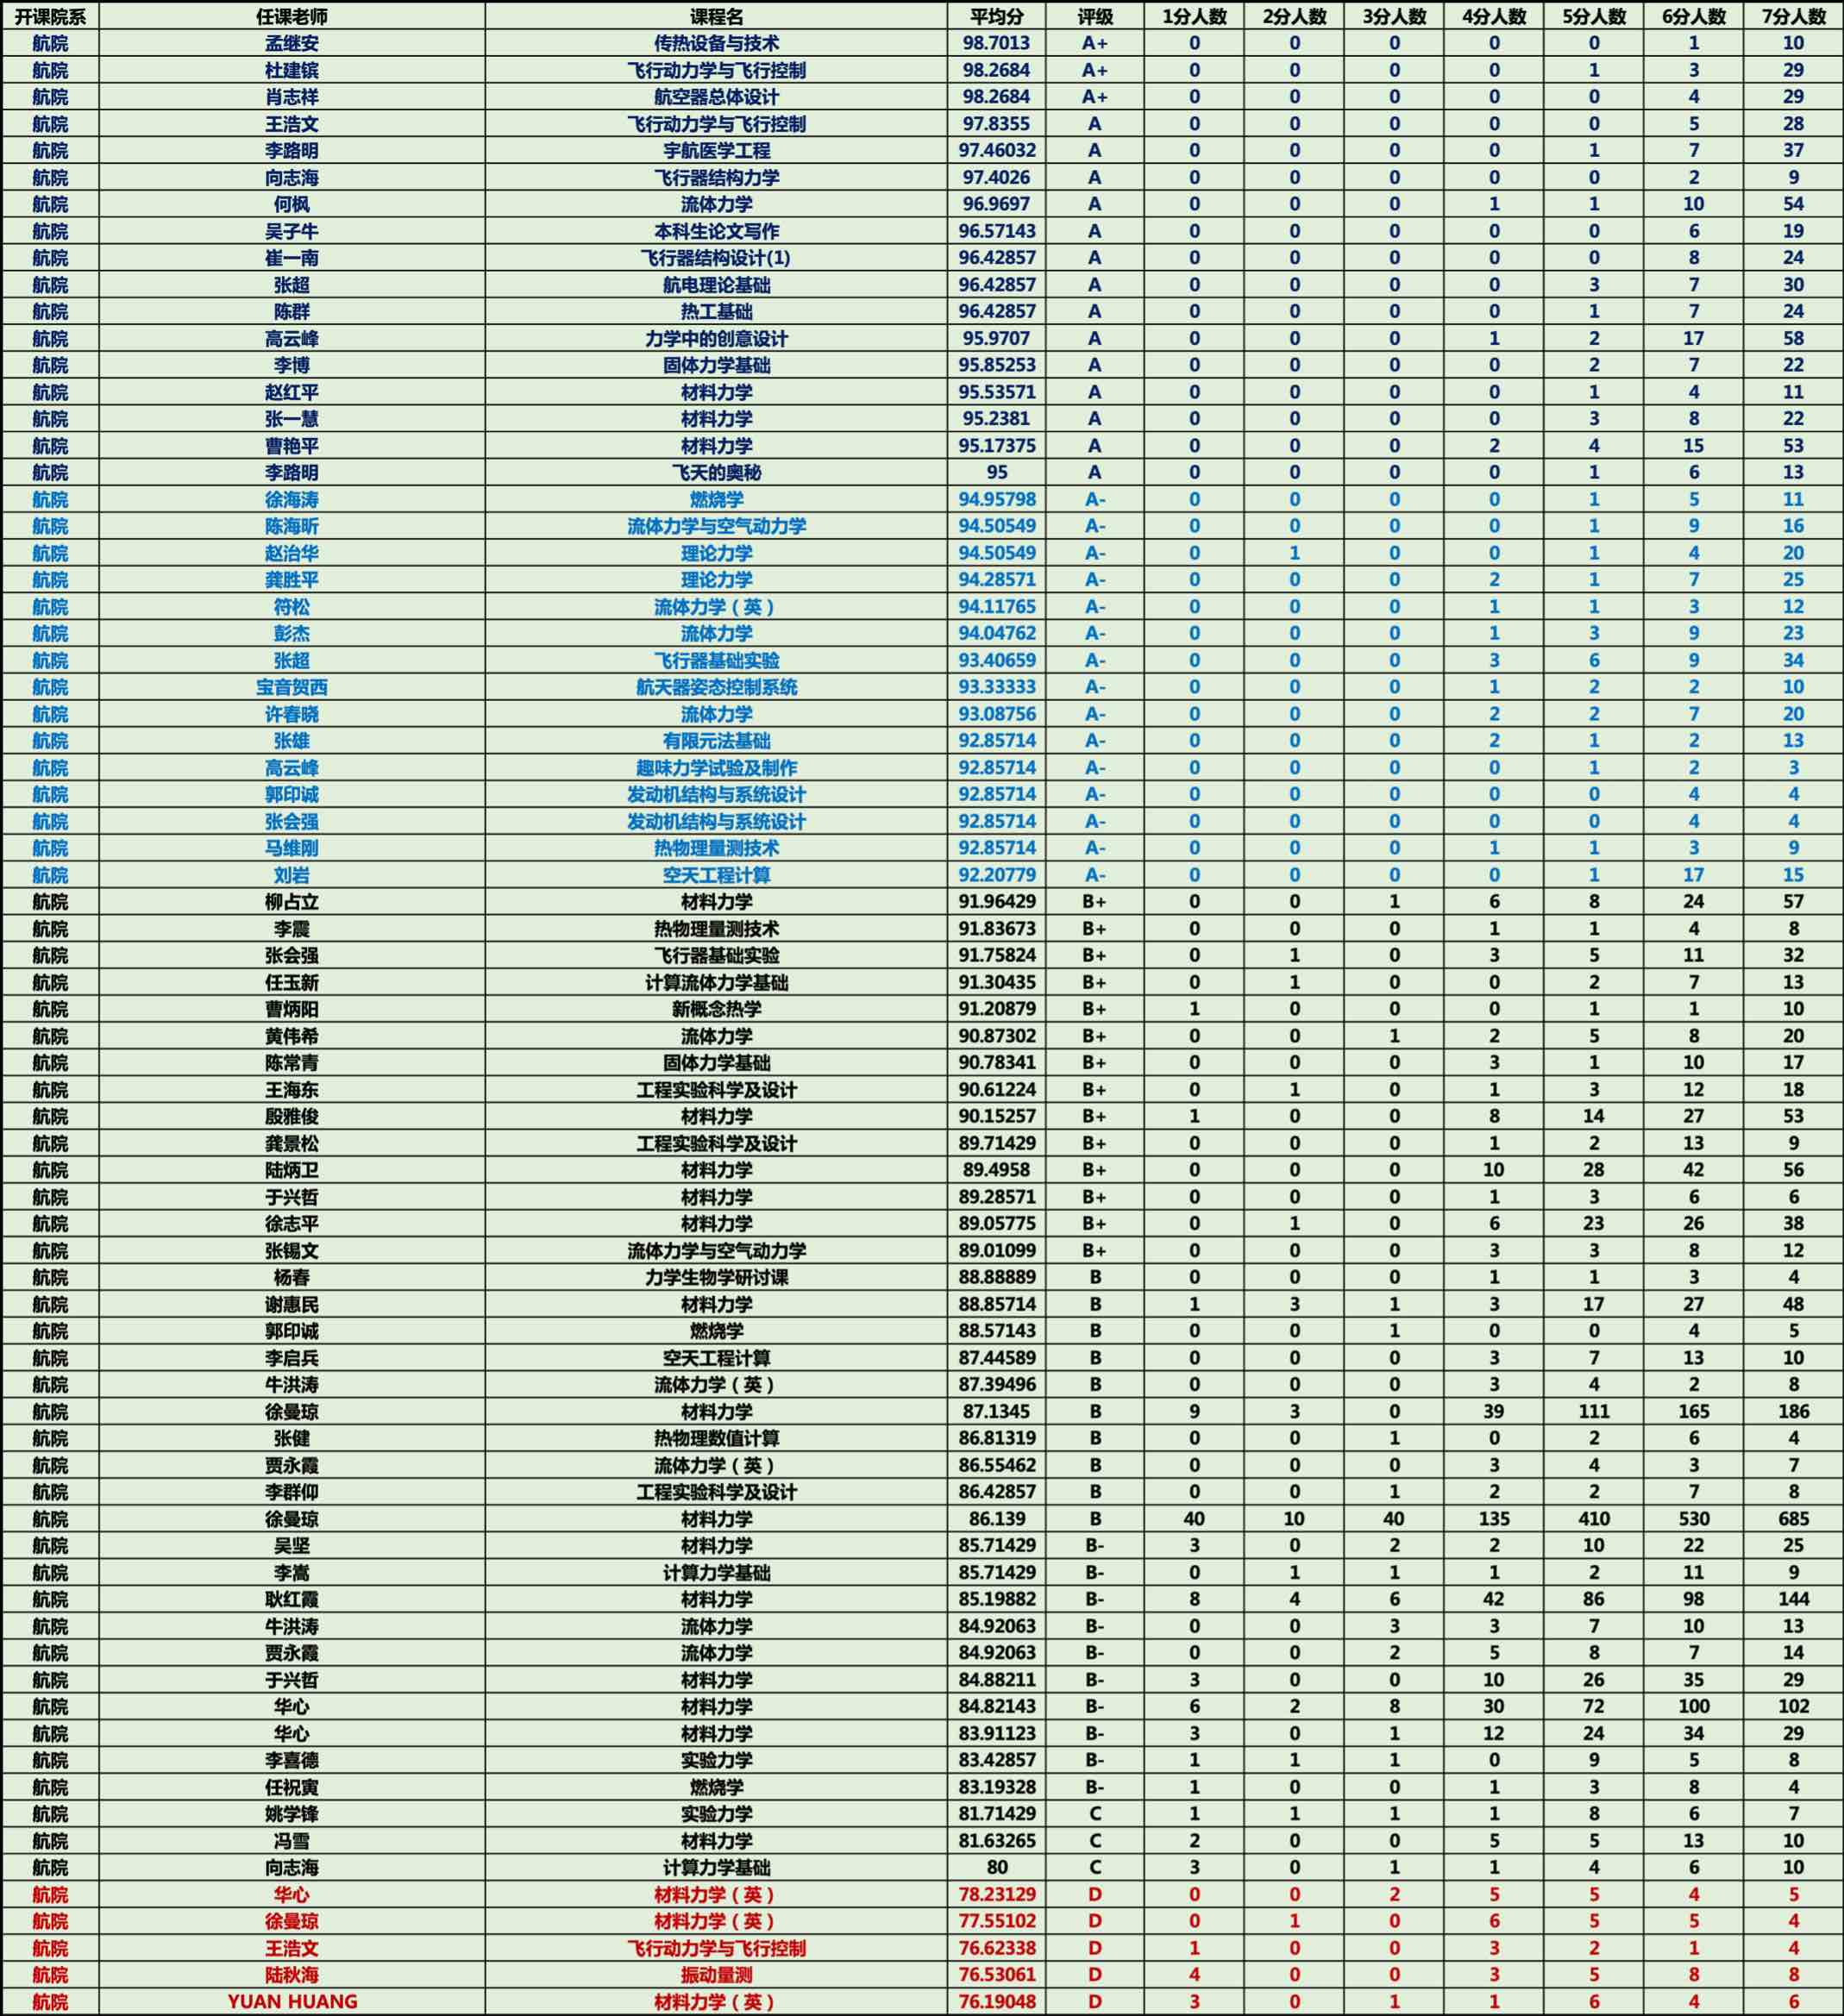 开课院系 任课老师 课程名 平均分 评级 1分人数 2分人数 3分人数 4分人数 5分人数 6分人数 7分人数
航院 孟继安 传热设备与技术 98.7013 A+ 0 0 0 0 0 1 10
航院 杜建镔 飞行动力学与飞行控制 98.2684 A+ 0 0 0 0 1 3 29
航院 肖志祥 航空器总体设计 98.2684 A+ 0 0 0 0 0 4 29
航院 王浩文 飞行动力学与飞行控制 97.8355 A 0 0 0 0 0 5 28
航院 李路明 宇航医学工程 97.46032 A 0 0 0 0 1 7 37
航院 向志海 飞行器结构力学 97.4026 A 0 0 0 0 0 2 9
航院 何枫 流体力学 96.9697 A 0 0 0 1 1 10 54
航院 吴子牛 本科生论文写作 96.57143 A 0 0 0 0 0 6 19
航院 崔一南 飞行器结构设计(1) 96.42857 A 0 0 0 0 0 8 24
航院 张超 航电理论基础 96.42857 A 0 0 0 0 3 7 30
航院 陈群 热工基础 96.42857 A 0 0 0 0 1 7 24
航院 高云峰 力学中的创意设计 95.9707 A 0 0 0 1 2 17 58
航院 李博 固体力学基础 95.85253 A 0 0 0 0 2 7 22
航院 赵红平 材料力学 95.53571 A 0 0 0 0 1 4 11
航院 张一慧 材料力学 95.2381 A 0 0 0 0 3 8 22
航院 曹艳平 材料力学 95.17375 A 0 0 0 2 4 15 53
航院 李路明 飞天的奥秘 95 A 0 0 0 0 1 6 13
航院 徐海涛 燃烧学 94.95798 A- 0 0 0 0 1 5 11
航院 陈海昕 流体力学与空气动力学 94.50549 A- 0 0 0 0 1 9 16
航院 赵治华 理论力学 94.50549 A- 0 1 0 0 1 4 20
航院 龚胜平 理论力学 94.28571 A- 0 0 0 2 1 7 25
航院 符松 流体力学（英） 94.11765 A- 0 0 0 1 1 3 12
航院 彭杰 流体力学 94.04762 A- 0 0 0 1 3 9 23
航院 张超 飞行器基础实验 93.40659 A- 0 0 0 3 6 9 34
航院 宝音贺西 航天器姿态控制系统 93.33333 A- 0 0 0 1 2 2 10
航院 许春晓 流体力学 93.08756 A- 0 0 0 2 2 7 20
航院 张雄 有限元法基础 92.85714 A- 0 0 0 2 1 2 13
航院 高云峰 趣味力学试验及制作 92.85714 A- 0 0 0 0 1 2 3
航院 郭印诚 发动机结构与系统设计 92.85714 A- 0 0 0 0 0 4 4
航院 张会强 发动机结构与系统设计 92.85714 A- 0 0 0 0 0 4 4
航院 马维刚 热物理量测技术 92.85714 A- 0 0 0 1 1 3 9
航院 刘岩 空天工程计算 92.20779 A- 0 0 0 0 1 17 15
航院 柳占立 材料力学 91.96429 B+ 0 0 1 6 8 24 57
航院 李震 热物理量测技术 91.83673 B+ 0 0 0 1 1 4 8
航院 张会强 飞行器基础实验 91.75824 B+ 0 1 0 3 5 11 32
航院 任玉新 计算流体力学基础 91.30435 B+ 0 1 0 0 2 7 13
航院 曹炳阳 新概念热学 91.20879 B+ 1 0 0 0 1 1 10
航院 黄伟希 流体力学 90.87302 B+ 0 0 1 2 5 8 20
航院 陈常青 固体力学基础 90.78341 B+ 0 0 0 3 1 10 17
航院 王海东 工程实验科学及设计 90.61224 B+ 0 1 0 1 3 12 18
航院 殷雅俊 材料力学 90.15257 B+ 1 0 0 8 14 27 53
航院 龚景松 工程实验科学及设计 89.71429 B+ 0 0 0 1 2 13 9
航院 陆炳卫 材料力学 89.4958 B+ 0 0 0 10 28 42 56
航院 于兴哲 材料力学 89.28571 B+ 0 0 0 1 3 6 6
航院 徐志平 材料力学 89.05775 B+ 0 1 0 6 23 26 38
航院 张锡文 流体力学与空气动力学 89.01099 B+ 0 0 0 3 3 8 12
航院 杨春 力学生物学研讨课 88.88889 B 0 0 0 1 1 3 4
航院 谢惠民 材料力学 88.85714 B 1 3 1 3 17 27 48
航院 郭印诚 燃烧学 88.57143 B 0 0 1 0 0 4 5
航院 李启兵 空天工程计算 87.44589 B 0 0 0 3 7 13 10
航院 牛洪涛 流体力学（英） 87.39496 B 0 0 0 3 4 2 8
航院 徐曼琼 材料力学 87.1345 B 9 3 0 39 111 165 186
航院 张健 热物理数值计算 86.81319 B 0 0 1 0 2 6 4
航院 贾永霞 流体力学（英） 86.55462 B 0 0 0 3 4 3 7
航院 李群仰 工程实验科学及设计 86.42857 B 0 0 1 2 2 7 8
航院 徐曼琼 材料力学 86.139 B 40 10 40 135 410 530 685
航院 吴坚 材料力学 85.71429 B- 3 0 2 2 10 22 25
航院 李嵩 计算力学基础 85.71429 B- 0 1 1 1 2 11 9
航院 耿红霞 材料力学 85.19882 B- 8 4 6 42 86 98 144
航院 牛洪涛 流体力学 84.92063 B- 0 0 3 3 7 10 13
航院 贾永霞 流体力学 84.92063 B- 0 0 2 5 8 7 14
航院 于兴哲 材料力学 84.88211 B- 3 0 0 10 26 35 29
航院 华心 材料力学 84.82143 B- 6 2 8 30 72 100 102
航院 华心 材料力学 83.91123 B- 3 0 1 12 24 34 29
航院 李喜德 实验力学 83.42857 B- 1 1 1 0 9 5 8
航院 任祝寅 燃烧学 83.19328 B- 1 0 0 1 3 8 4
航院 姚学锋 实验力学 81.71429 C 1 1 1 1 8 6 7
航院 冯雪 材料力学 81.63265 C 2 0 0 5 5 13 10
航院 向志海 计算力学基础 80 C 3 0 1 1 4 6 10
航院 华心 材料力学（英） 78.23129 D 0 0 2 5 5 4 5
航院 徐曼琼 材料力学（英） 77.55102 D 0 1 0 6 5 5 4
航院 王浩文 飞行动力学与飞行控制 76.62338 D 1 0 0 3 2 1 4
航院 陆秋海 振动量测 76.53061 D 4 0 0 3 5 8 8
航院 YUAN HUANG 材料力学（英） 76.19048 D 3 0 1 1 6 4 6